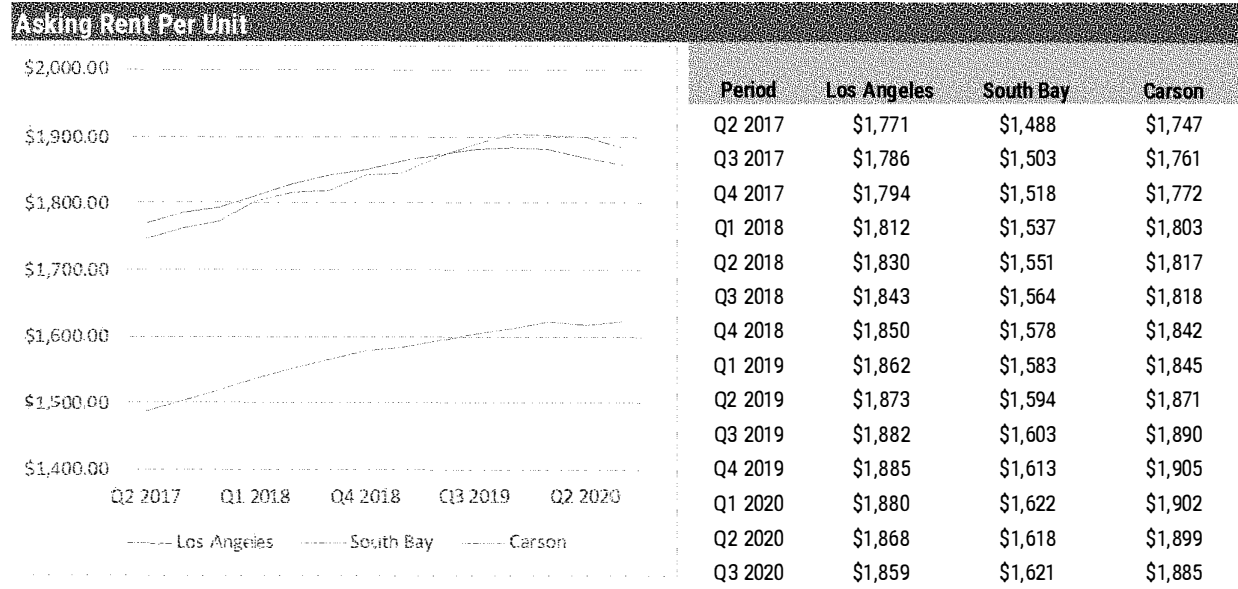 Asking Rent Per Unit
$2,000.00
$1,900.00
$1,800.00
$1,700.00
$1,600.00
$1,500.00
$1,400.00
Q2 2017 Q1 2018 Q4 2018 Q3 2019 Q2 2020
Los Angeles South Bay Carson
Period Los Angeles South Bay Carson
Q2 2017 $1,771 $1,488 $1,747
Q3 2017 $1,786 $1,503 $1,761
Q4 2017 $1,794 $1,518 $1,772
Q1 2018 $1,812 $1,537 $1,803
Q2 2018 $1,830 $1,551 $1,817
Q3 2018 $1,843 $1,564 $1,818
Q4 2018 $1,850 $1,578 $1,842
Q1 2019 $1,862 $1,583 $1,845
Q2 2019 $1,873 $1,594 $1,871
Q3 2019 $1,882 $1,603 $1,890
Q4 2019 $1,885 $1,613 $1,905
Q1 2020 $1,880 $1,622 $1,902
Q2 2020 $1,868 $1,618 $1,899
Q3 2020 $1,859 $1,621 $1,885